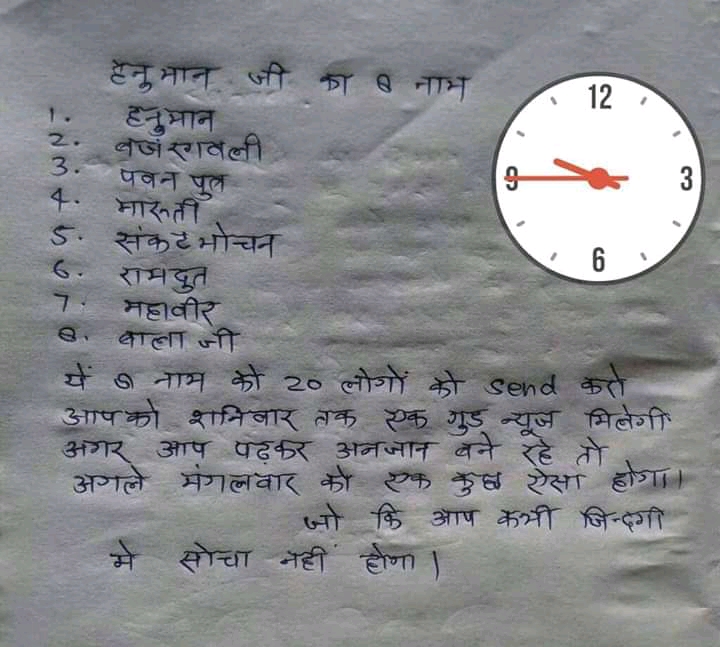 हनुमान जी का 8 नाम
1. हनुमान
2. बजंरगवली
3. पवन पुत्र
4. मारूती
5. संकट मोचन
6. रामदुत
7. महावीर
8. बाला जी
ये 8 नाम को 20 लोगों को send करो
आपको शनिवार तक एक गुड न्यूज मिलेगी
अगर आप पढ़कर अनजान बने रहे तो
अगले मंगलवार को एक कुछ ऐसा होगा।
जो कि आप कभी जिन्दगी
मे सोचा नहीं होगा।
12
9
3
6